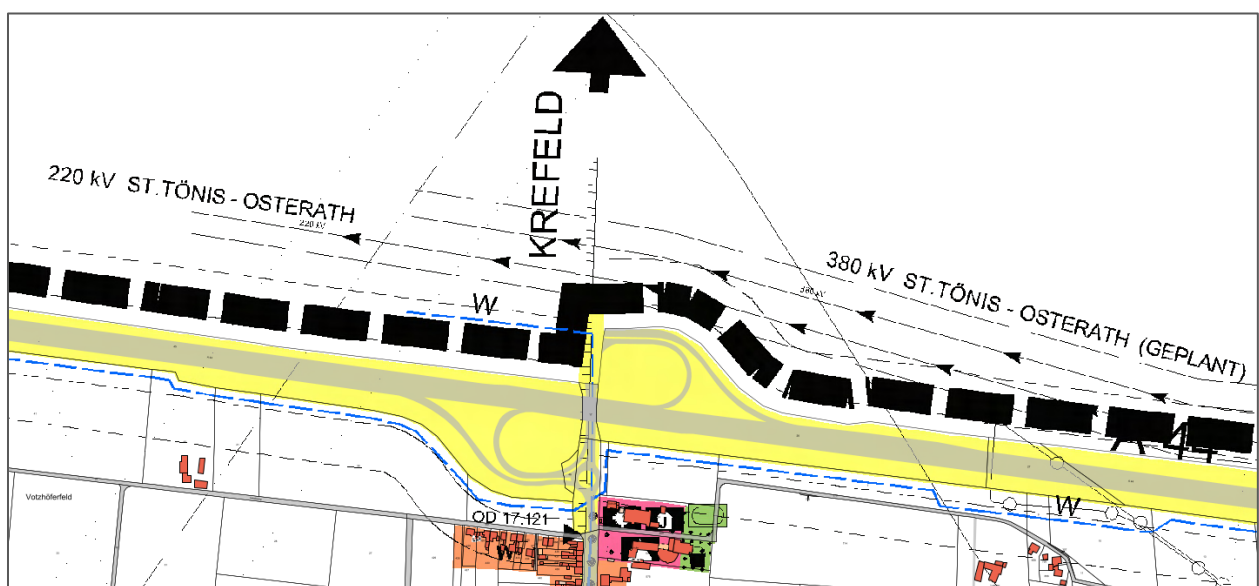 KREFELD
220 kV ST.TÖNIS - OSTERATH
220 kV
380 kV ST.TÖNIS - OSTERATH (GEPLANT)
380 kV
W
A 44
Votzhöferfeld
W
OD 17.121
W